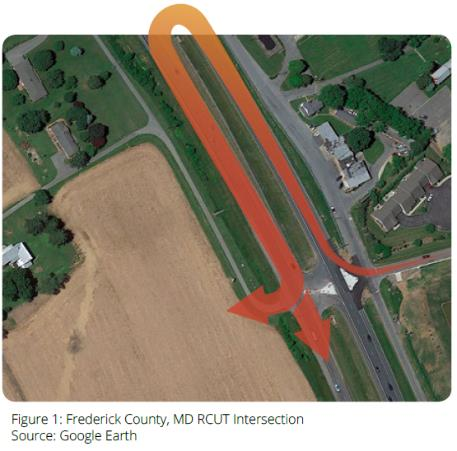 Figure 1: Frederick County, MD RCUT Intersection
Source: Google Earth